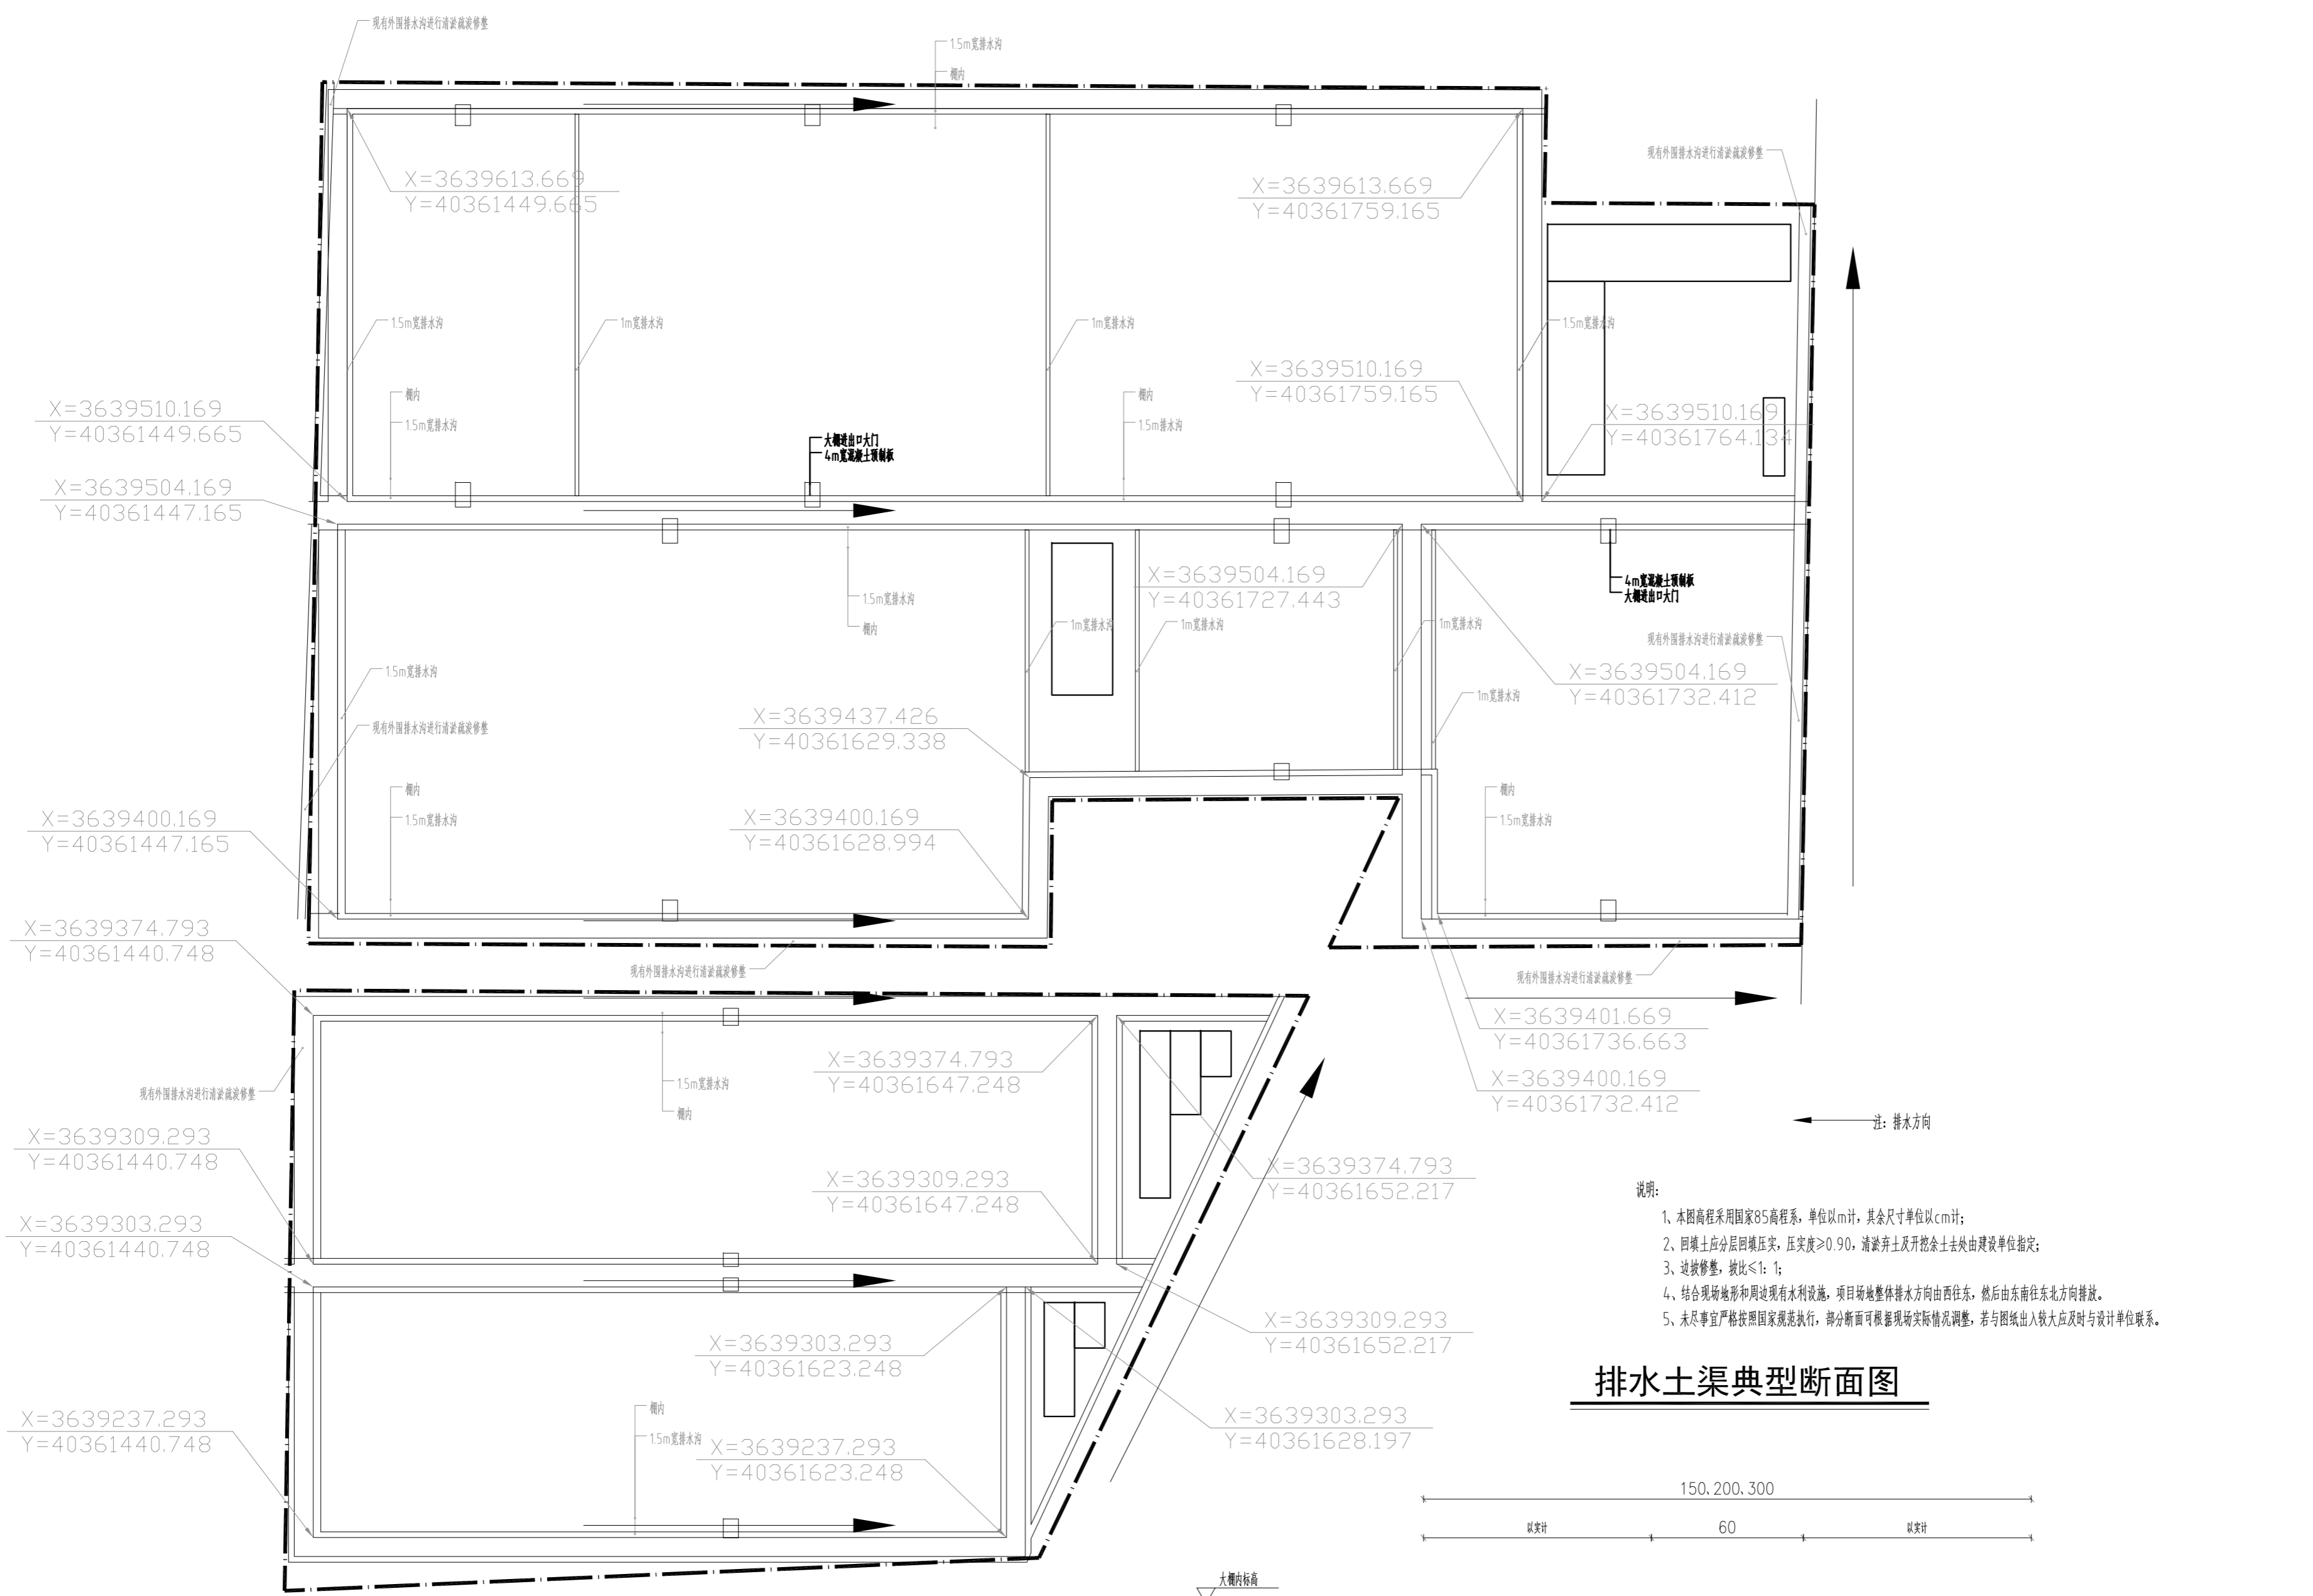 现有外围排水沟进行清淤疏浚修整
1.5m宽排水沟
棚内
现有外围排水沟进行清淤疏浚修整
X=3639613.669
Y=40361449.665
X=3639613.669
Y=40361759.165
1.5m宽排水沟
1m宽排水沟
1m宽排水沟
1.5m宽排水沟
X=3639510.169
Y=40361759.165
棚内
1.5m宽排水沟
棚内
1.5m排水沟
X=3639510.169
Y=40361449.665
X=3639510.169
Y=40361764.134
大棚进出口大门
4m宽混凝土预制板
X=3639504.169
Y=40361447.165
X=3639504.169
Y=40361727.443
4m宽混凝土预制板
大棚进出口大门
1.5m宽排水沟
棚内
1m宽排水沟
1m宽排水沟
1m宽排水沟
现有外围排水沟进行清淤疏浚修整
1.5m宽排水沟
X=3639504.169
Y=40361732.412
1m宽排水沟
X=3639437.426
Y=40361629.338
现有外围排水沟进行清淤疏浚修整
棚内
1.5m宽排水沟
棚内
1.5m宽排水沟
X=3639400.169
Y=40361447.165
X=3639400.169
Y=40361628.994
X=3639374.793
Y=40361440.748
现有外围排水沟进行清淤疏浚修整
现有外围排水沟进行清淤疏浚修整
X=3639401.669
Y=40361736.663
X=3639374.793
Y=40361647.248
1.5m宽排水沟
棚内
现有外围排水沟进行清淤疏浚修整
X=3639400.169
Y=40361732.412
注：排水方向
X=3639309.293
Y=40361440.748
X=3639309.293
Y=40361647.248
X=3639374.793
Y=40361652.217
说明：
1、本图高程采用国家85高程系，单位以m计，其余尺寸单位以cm计；
2、回填土应分层回填压实，压实度≥0.90，清淤弃土及开挖余土去处由建设单位指定；
3、边坡修整，坡比≤1：1；
4、结合现场地形和周边现有水利设施，项目场地整体排水方向由西往东，然后由东南往东北方向排放。
5、未尽事宜严格按照国家规范执行，部分断面可根据现场实际情况调整，若与图纸出入较大应及时与设计单位联系。
X=3639303.293
Y=40361440.748
X=3639303.293
Y=40361623.248
X=3639309.293
Y=40361652.217
排水土渠典型断面图
X=3639237.293
Y=40361440.748
棚内
1.5m宽排水沟
X=3639237.293
Y=40361623.248
X=3639303.293
Y=40361628.197
150、200、300
以实计
60
以实计
大棚内标高